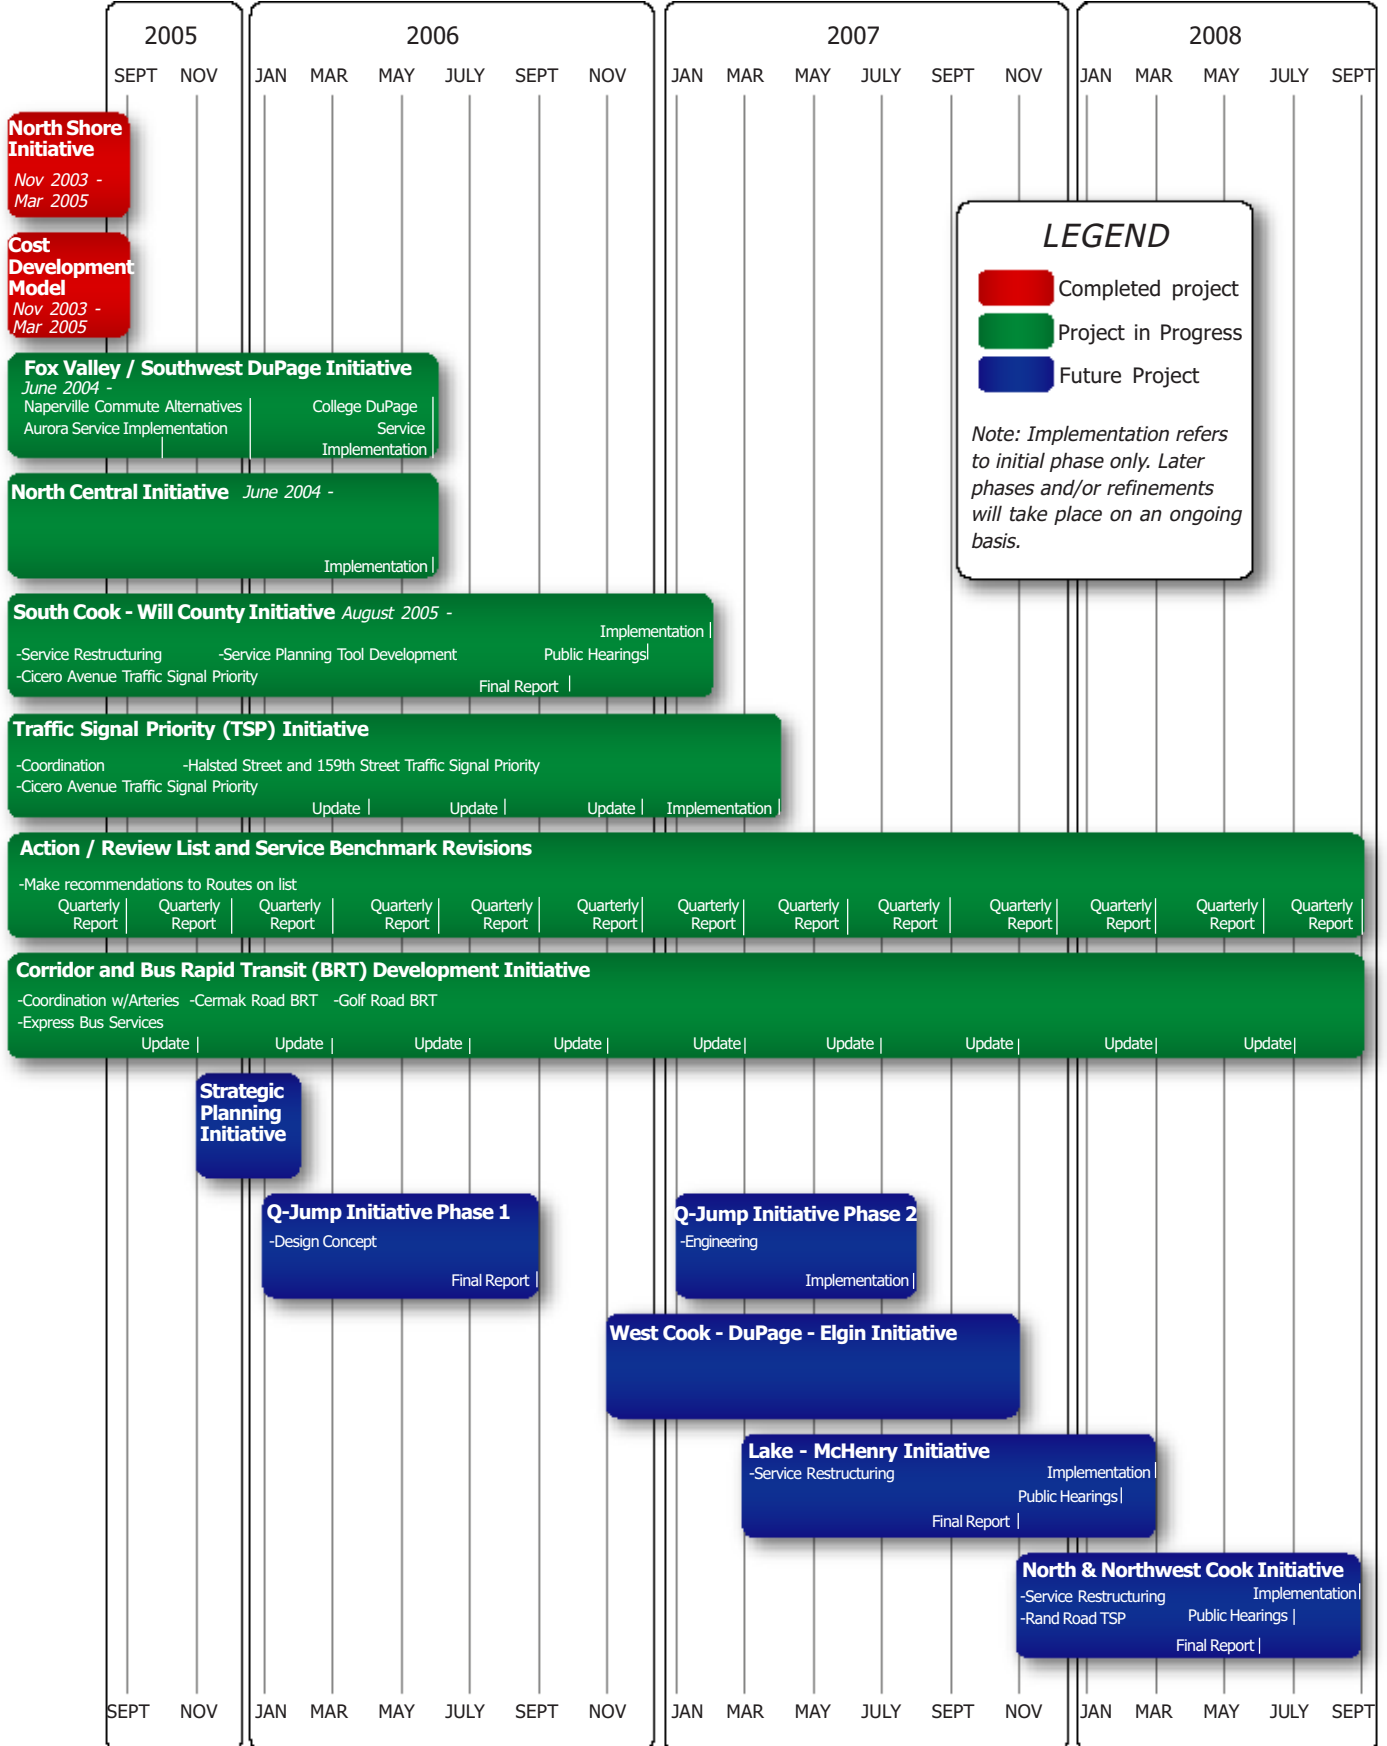 2005 2006 2007 2008
SEPT NOV JAN MAR MAY JULY SEPT NOV JAN MAR MAY JULY SEPT NOV JAN MAR MAY JULY SEPT
North Shore
Initiative
Nov 2003 -
Mar 2005
Cost
Development
Model
Nov 2003 -
Mar 2005
LEGEND
Completed project
Project in Progress
Future Project
Note: Implementation refers
to initial phase only. Later
phases and/or refinements
will take place on an ongoing
basis.
Fox Valley / Southwest DuPage Initiative
June 2004 -
Naperville Commute Alternatives College DuPage
Aurora Service Implementation Service
Implementation
North Central Initiative June 2004 -
Implementation
South Cook - Will County Initiative August 2005 -
Implementation
-Service Restructuring -Service Planning Tool Development Public Hearings
-Cicero Avenue Traffic Signal Priority
Final Report
Traffic Signal Priority (TSP) Initiative
-Coordination -Halsted Street and 159th Street Traffic Signal Priority
-Cicero Avenue Traffic Signal Priority
Update Update Update Implementation
Action / Review List and Service Benchmark Revisions
-Make recommendations to Routes on list
Quarterly Quarterly Quarterly Quarterly Quarterly Quarterly Quarterly Quarterly Quarterly Quarterly Quarterly Quarterly Quarterly
Report Report Report Report Report Report Report Report Report Report Report Report Report
Corridor and Bus Rapid Transit (BRT) Development Initiative
-Coordination w/Arteries -Cermak Road BRT -Golf Road BRT
-Express Bus Services
Update Update Update Update Update Update Update Update Update
Strategic
Planning
Initiative
Q-Jump Initiative Phase 1
-Design Concept
Final Report
Q-Jump Initiative Phase 2
-Engineering
Implementation
West Cook - DuPage - Elgin Initiative
Lake - McHenry Initiative
-Service Restructuring Implementation
Public Hearings
Final Report
North & Northwest Cook Initiative
Implementation
-Service Restructuring
Public Hearings
-Rand Road TSP
Final Report
SEPT NOV JAN MAR MAY JULY SEPT NOV JAN MAR MAY JULY SEPT NOV JAN MAR MAY JULY SEPT